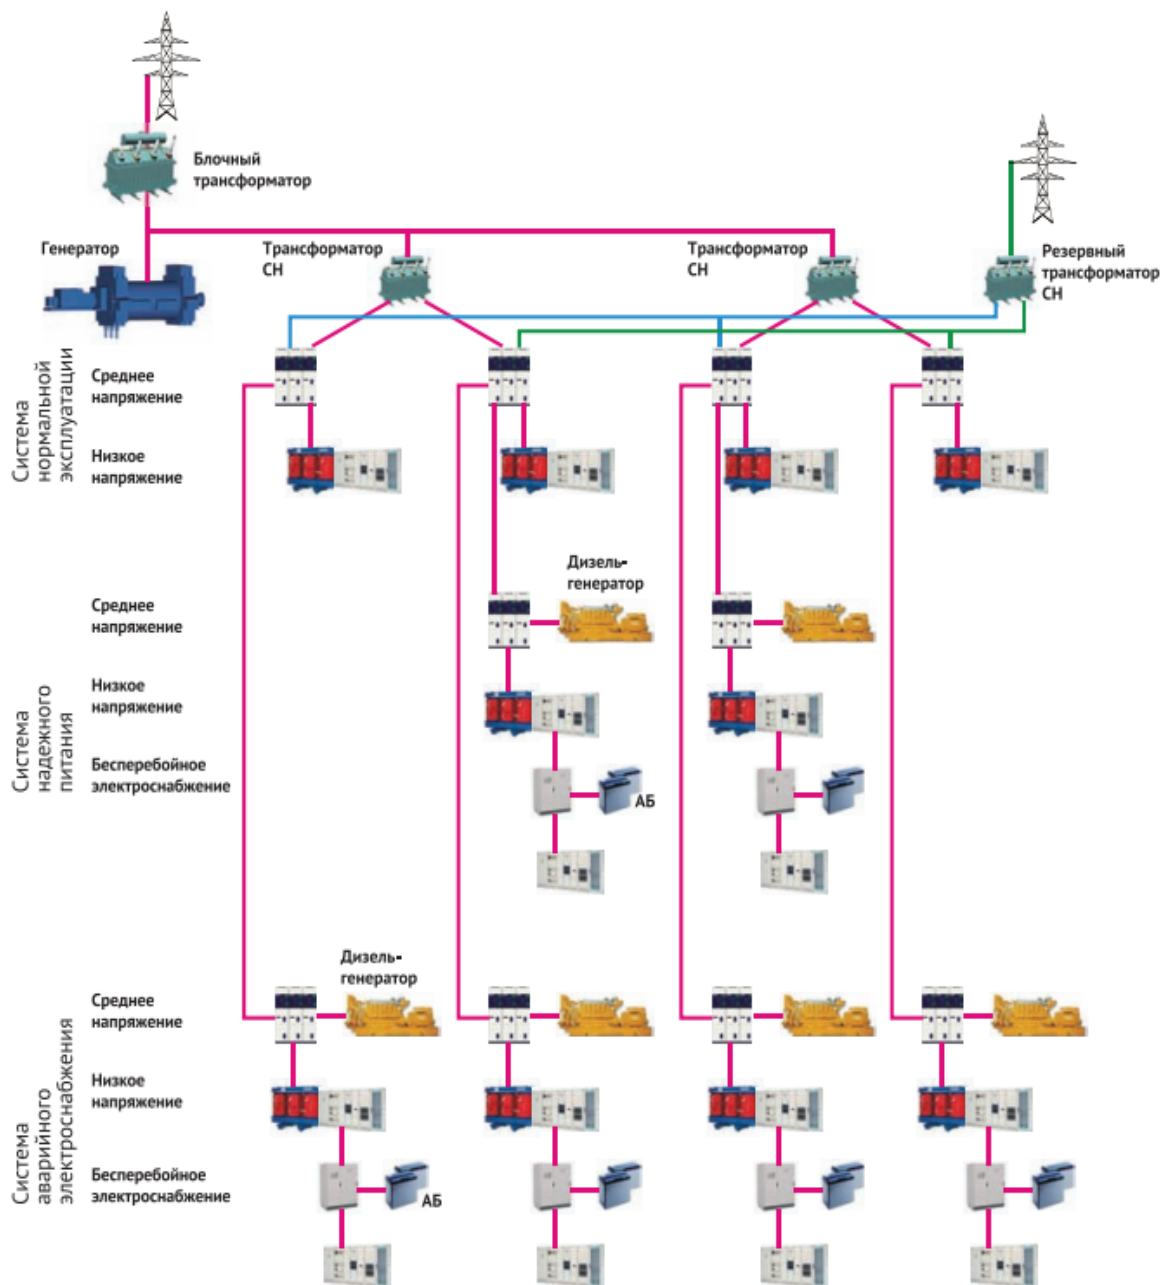 Блочный
трансформатор
Генератор
Трансформатор
СН
Трансформатор
СН
Резервный
трансформатор
СН
Система
нормальной
эксплуатации
Среднее
напряжение
Низкое
напряжение
Дизель-
генератор
Система
надежного
питания
Среднее
напряжение
Низкое
напряжение
Бесперебойное
электроснабжение
АБ
Дизель-
генератор
Система
аварийного
электроснабжения
Среднее
напряжение
Низкое
напряжение
Бесперебойное
электроснабжение
АБ